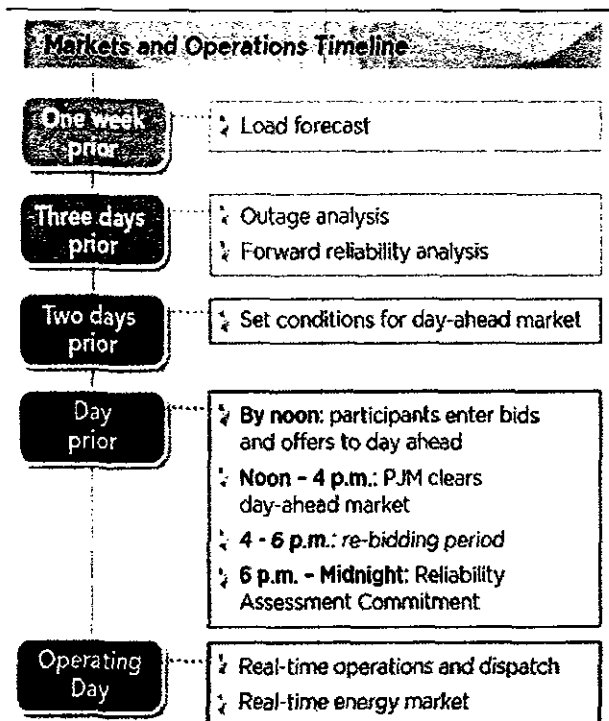 Markets and Operations Timeline
One week
prior
Load forecast
Three days
prior
Outage analysis
Forward reliability analysis
Two days
prior
Set conditions for day-ahead market
Day
prior
By noon: participants enter bids
and offers to day ahead
Noon – 4 p.m.: PJM clears
day-ahead market
4 - 6 p.m.: re-bidding period
6 p.m. – Midnight: Reliability
Assessment Commitment
Operating
Day
Real-time operations and dispatch
Real-time energy market